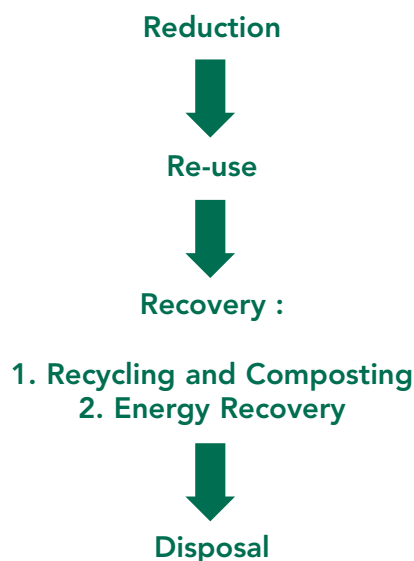 Reduction
Re-use
Recovery :
1. Recycling and Composting
2. Energy Recovery
Disposal